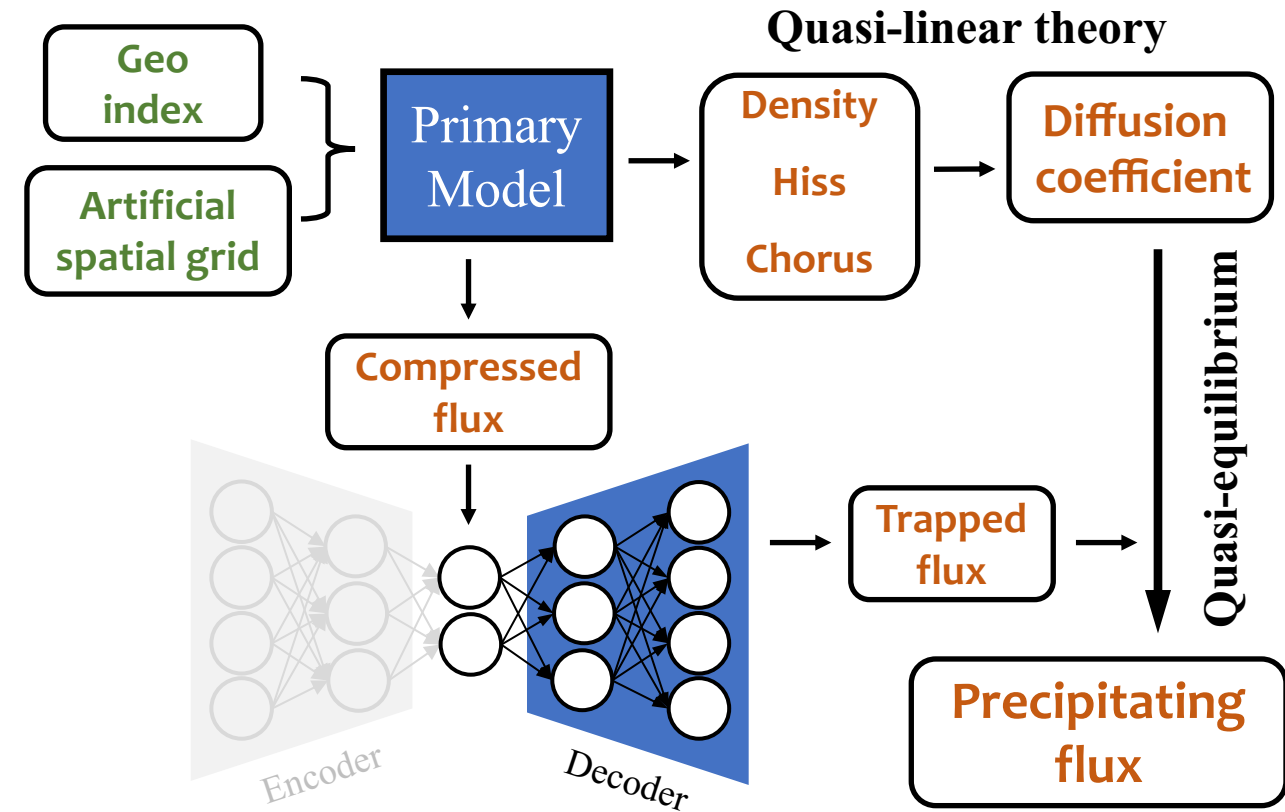 Quasi-linear theory
Geo
index
Artificial
spatial grid
Primary
Model
Density
Hiss
Chorus
Diffusion
coefficient
Compressed
flux
Quasi-equilibrium
Trapped
flux
Precipitating
flux
Encoder
Decoder